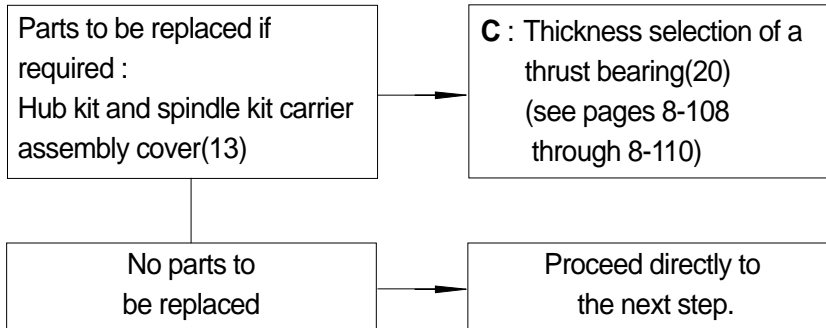 Parts to be replaced if
required :
Hub kit and spindle kit carrier
assembly cover(13)
C : Thickness selection of a
thrust bearing(20)
(see pages 8-108
through 8-110)
No parts to
be replaced
Proceed directly to
the next step.